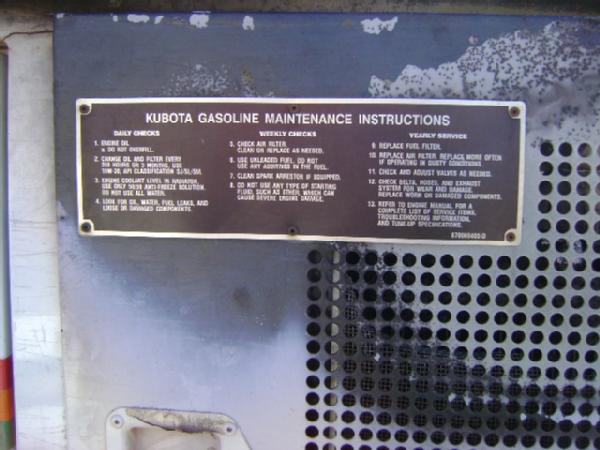 KUBOTA GASOLINE MAINTENANCE INSTRUCTIONS
DAILY CHECKS
1. ENGINE OIL
DO NOT OVERFILL.
2. CHANGE OIL AND FILTER EVERY
HOURS OR 3 MONTHS. USE
10W-30, API CLASSIFICATION SJ/SL/SM.
3. ENGINE COOLANT LEVEL IN RADIATOR.
USE ONLY 50/50 ANTI-FREEZE SOLUTION.
DO NOT USE ALL WATER.
4. LOOK FOR OIL, WATER, FUEL LEAKS, AND
LOOSE OR DAMAGED COMPONENTS.
WEEKLY CHECKS
5. CHECK AIR FILTER.
CLEAN OR REPLACE AS NEEDED.
6. USE UNLEADED FUEL. DO NOT
USE ANY ADDITIVES IN THE FUEL.
7. CLEAN SPARK ARRESTOR IF EQUIPPED.
8. DO NOT USE ANY TYPE OF STARTING
FLUID, SUCH AS ETHER, WHICH CAN
CAUSE SEVERE ENGINE DAMAGE.
YEARLY SERVICE
9. REPLACE FUEL FILTER.
10. REPLACE AIR FILTER. REPLACE MORE OFTEN
IF OPERATING IN DUSTY CONDITIONS
11. CHECK AND ADJUST VALVES AS NEEDED.
12. CHECK BELTS, HOSES, AND EXHAUST
SYSTEM FOR WEAR AND DAMAGE.
REPLACE WORN OR DAMAGED COMPONENTS.
13. REFER TO ENGINE MANUAL FOR A
COMPLETE LIST OF SERVICE ITEMS,
TROUBLESHOOTING INFORMATION,
AND TUNE-UP SPECIFICATIONS.